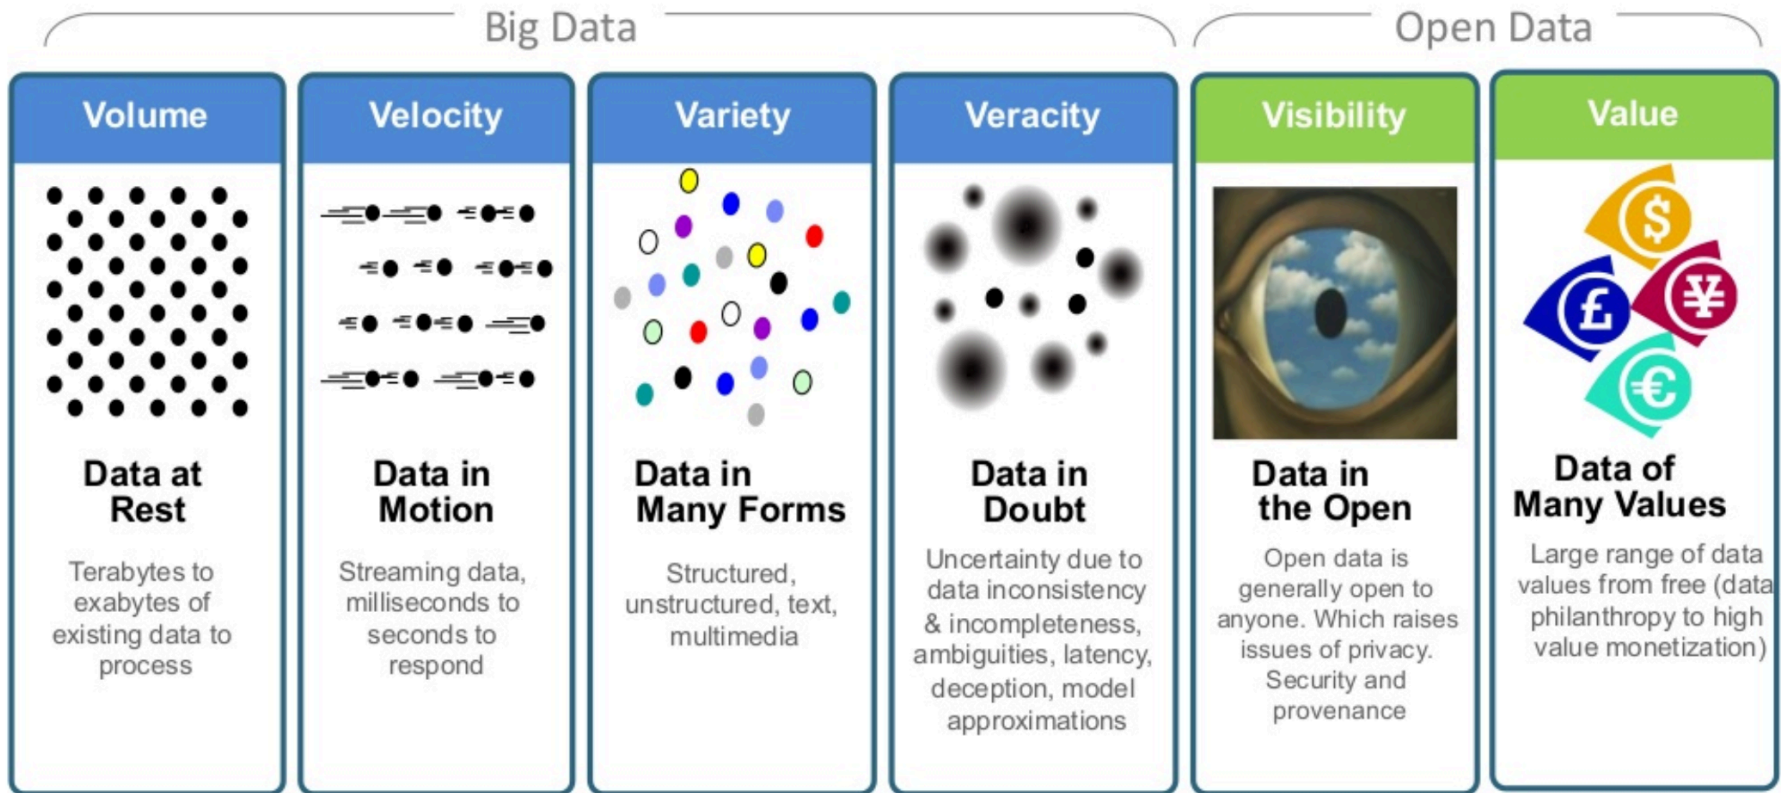 Big Data
Open Data
Volume
Velocity
Variety
Veracity
Visibility
Value
$
£
¥
€
Data at
Rest
Terabytes to
exabytes of
existing data to
process
Data in
Motion
Streaming data,
milliseconds to
seconds to
respond
Data in
Many Forms
Structured,
unstructured, text,
multimedia
Data in
Doubt
Uncertainty due to
data inconsistency
& incompleteness,
ambiguities, latency,
deception, model
approximations
Data in
the Open
Open data is
generally open to
anyone. Which raises
issues of privacy.
Security and
provenance
Data of
Many Values
Large range of data
values from free (data
philanthropy to high
value monetization)